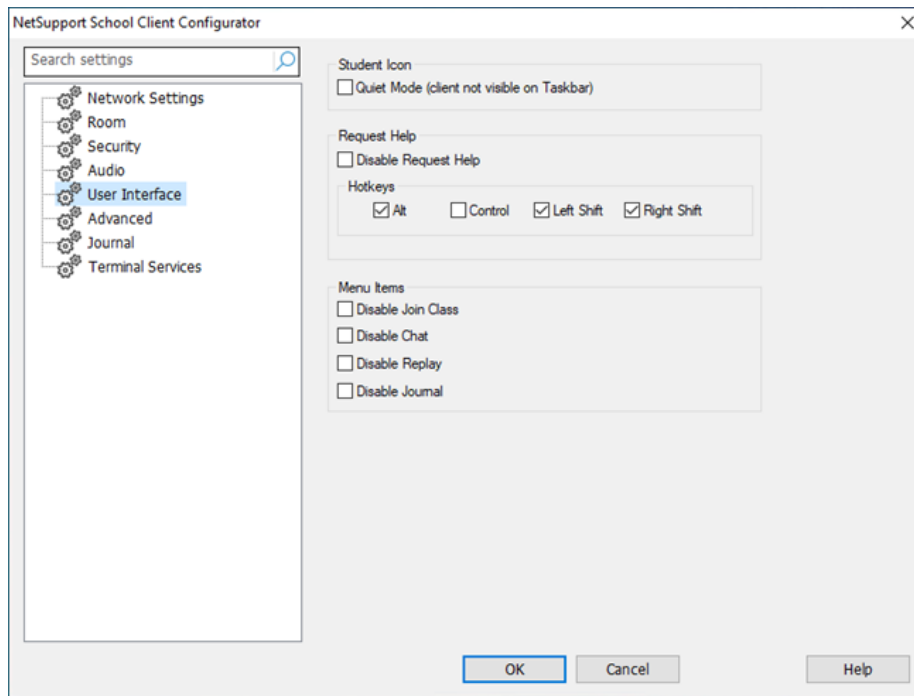 NetSupport School Client Configurator
Search settings
Network Settings
Room
Security
Audio
User Interface
Advanced
Journal
Terminal Services
Student Icon
Quiet Mode (client not visible on Taskbar)
Request Help
Disable Request Help
Hotkeys
Alt Control Left Shift Right Shift
Menu Items
Disable Join Class
Disable Chat
Disable Replay
Disable Journal
OK Cancel Help